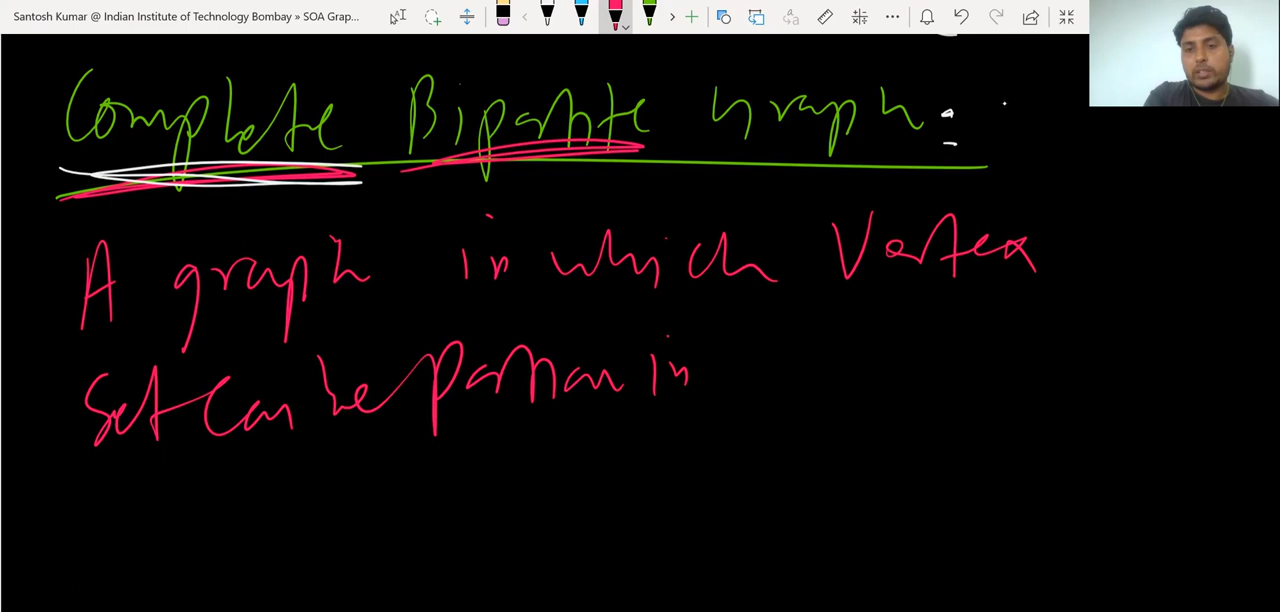 Santosh Kumar @ Indian Institute of Technology Bombay » SOA Grap...
Complete Bipartite Graph :
A graph in which Vertex
Set Can be Partion in